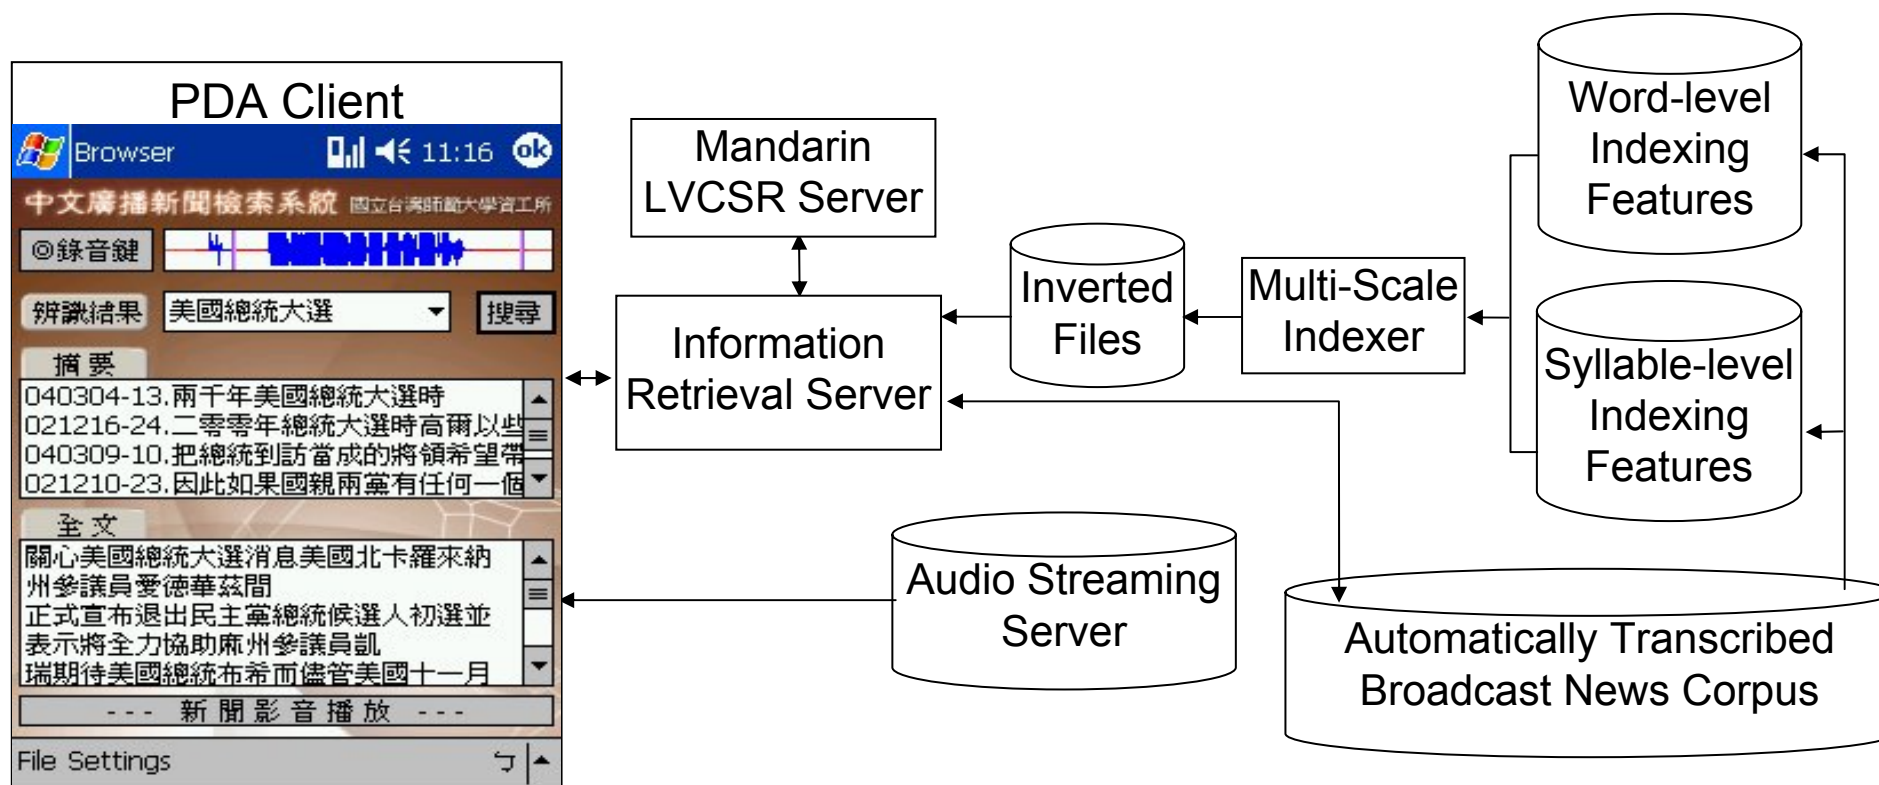 PDA Client
Browser 11:16 ok
中文廣播新聞檢索系統 國立台灣師範大學資工所
◎錄音鍵
辨識結果 美國總統大選 搜尋
摘要
040304-13.兩千年美國總統大選時
021216-24.二零零年總統大選時高爾以些
040309-10.把總統到訪當成的將領希望帶
021210-23.因此如果國親兩黨有任何一個
全文
關心美國總統大選消息美國北卡羅來納
州參議員愛德華茲間
正式宣布退出民主黨總統候選人初選並
表示將全力協助麻州參議員凱
瑞期待美國總統布希而儘管美國十一月
--- 新聞影音播放 ---
File Settings ㄅ
Mandarin
LVCSR Server
Information
Retrieval Server
Audio Streaming
Server
Inverted
Files
Multi-Scale
Indexer
Word-level
Indexing
Features
Syllable-level
Indexing
Features
Automatically Transcribed
Broadcast News Corpus